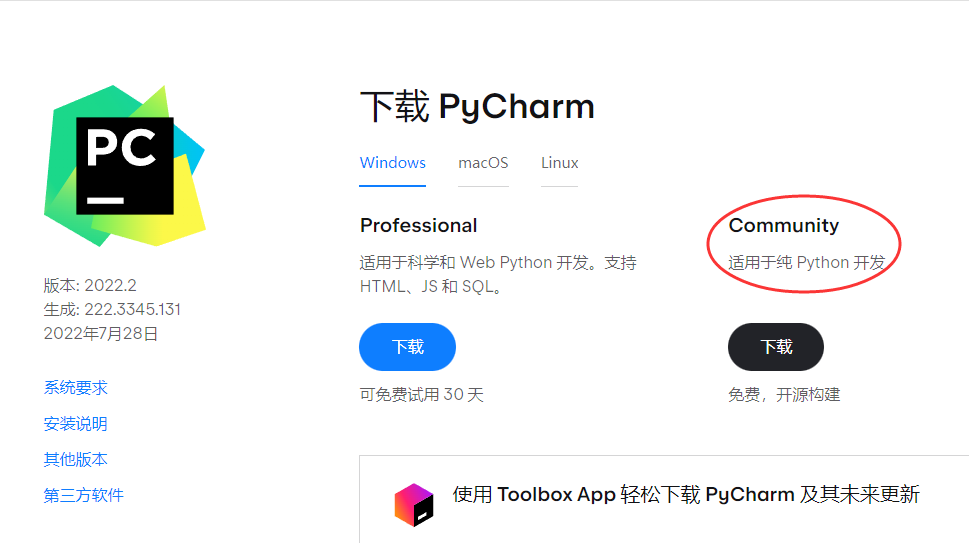 PC
下载 PyCharm
Windows macOS Linux
Professional
适用于科学和 Web Python 开发。支持
HTML、JS 和 SQL。
下载
可免费试用 30 天
Community
适用于纯 Python 开发
下载
免费，开源构建
版本: 2022.2
生成: 222.3345.131
2022年7月28日
系统要求
安装说明
其他版本
第三方软件
使用 Toolbox App 轻松下载 PyCharm 及其未来更新